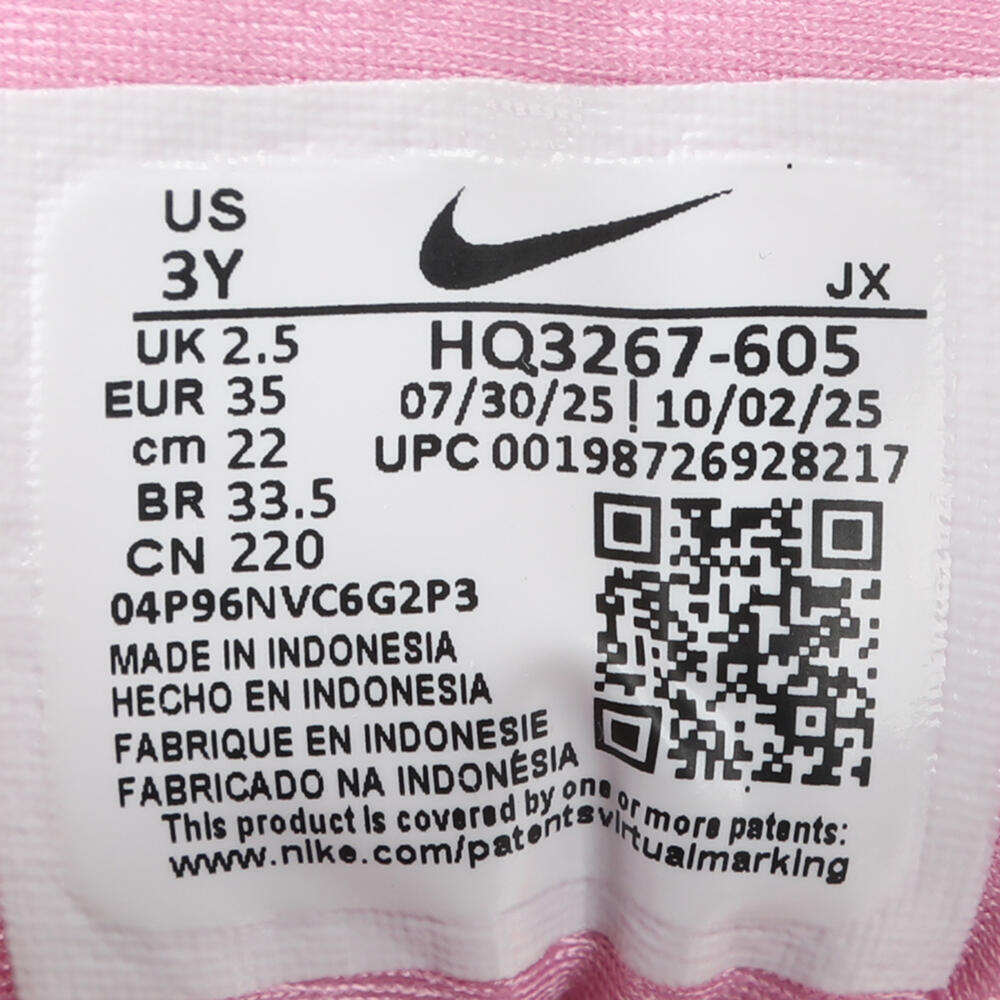 US
3Y
JX
UK 2.5
EUR 35
cm 22
BR 33.5
CN 220
HQ3267-605
07/30/25 | 10/02/25
UPC 00198726928217
04P96NVC6G2P3
MADE IN INDONESIA
HECHO EN INDONESIA
FABRIQUE EN INDONESIE
FABRICADO NA INDONÉSIA
This product is covered by one or more patents:
www.nike.com/patentsvirtualmarking